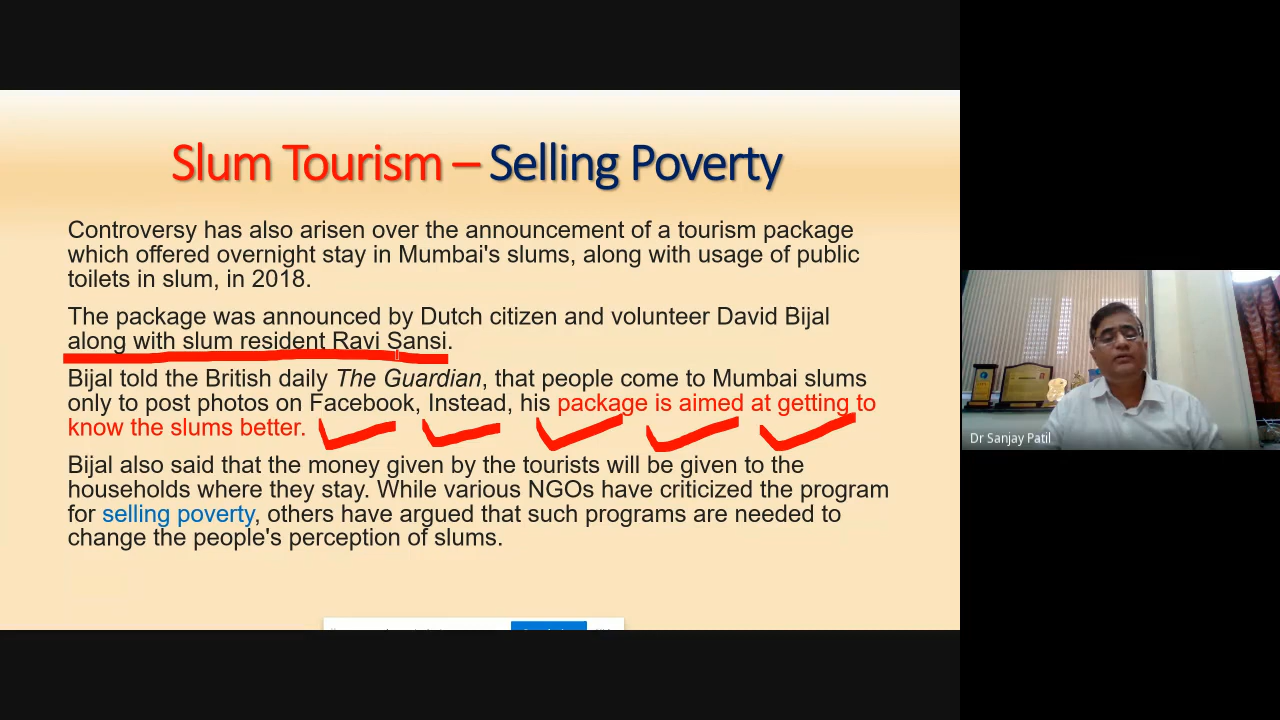 Slum Tourism – Selling Poverty
Controversy has also arisen over the announcement of a tourism package
which offered overnight stay in Mumbai's slums, along with usage of public
toilets in slum, in 2018.
The package was announced by Dutch citizen and volunteer David Bijal
along with slum resident Ravi Sansi.
Bijal told the British daily The Guardian, that people come to Mumbai slums
only to post photos on Facebook, Instead, his package is aimed at getting to
know the slums better.
Bijal also said that the money given by the tourists will be given to the
households where they stay. While various NGOs have criticized the program
for selling poverty, others have argued that such programs are needed to
change the people's perception of slums.
Dr Sanjay Patil